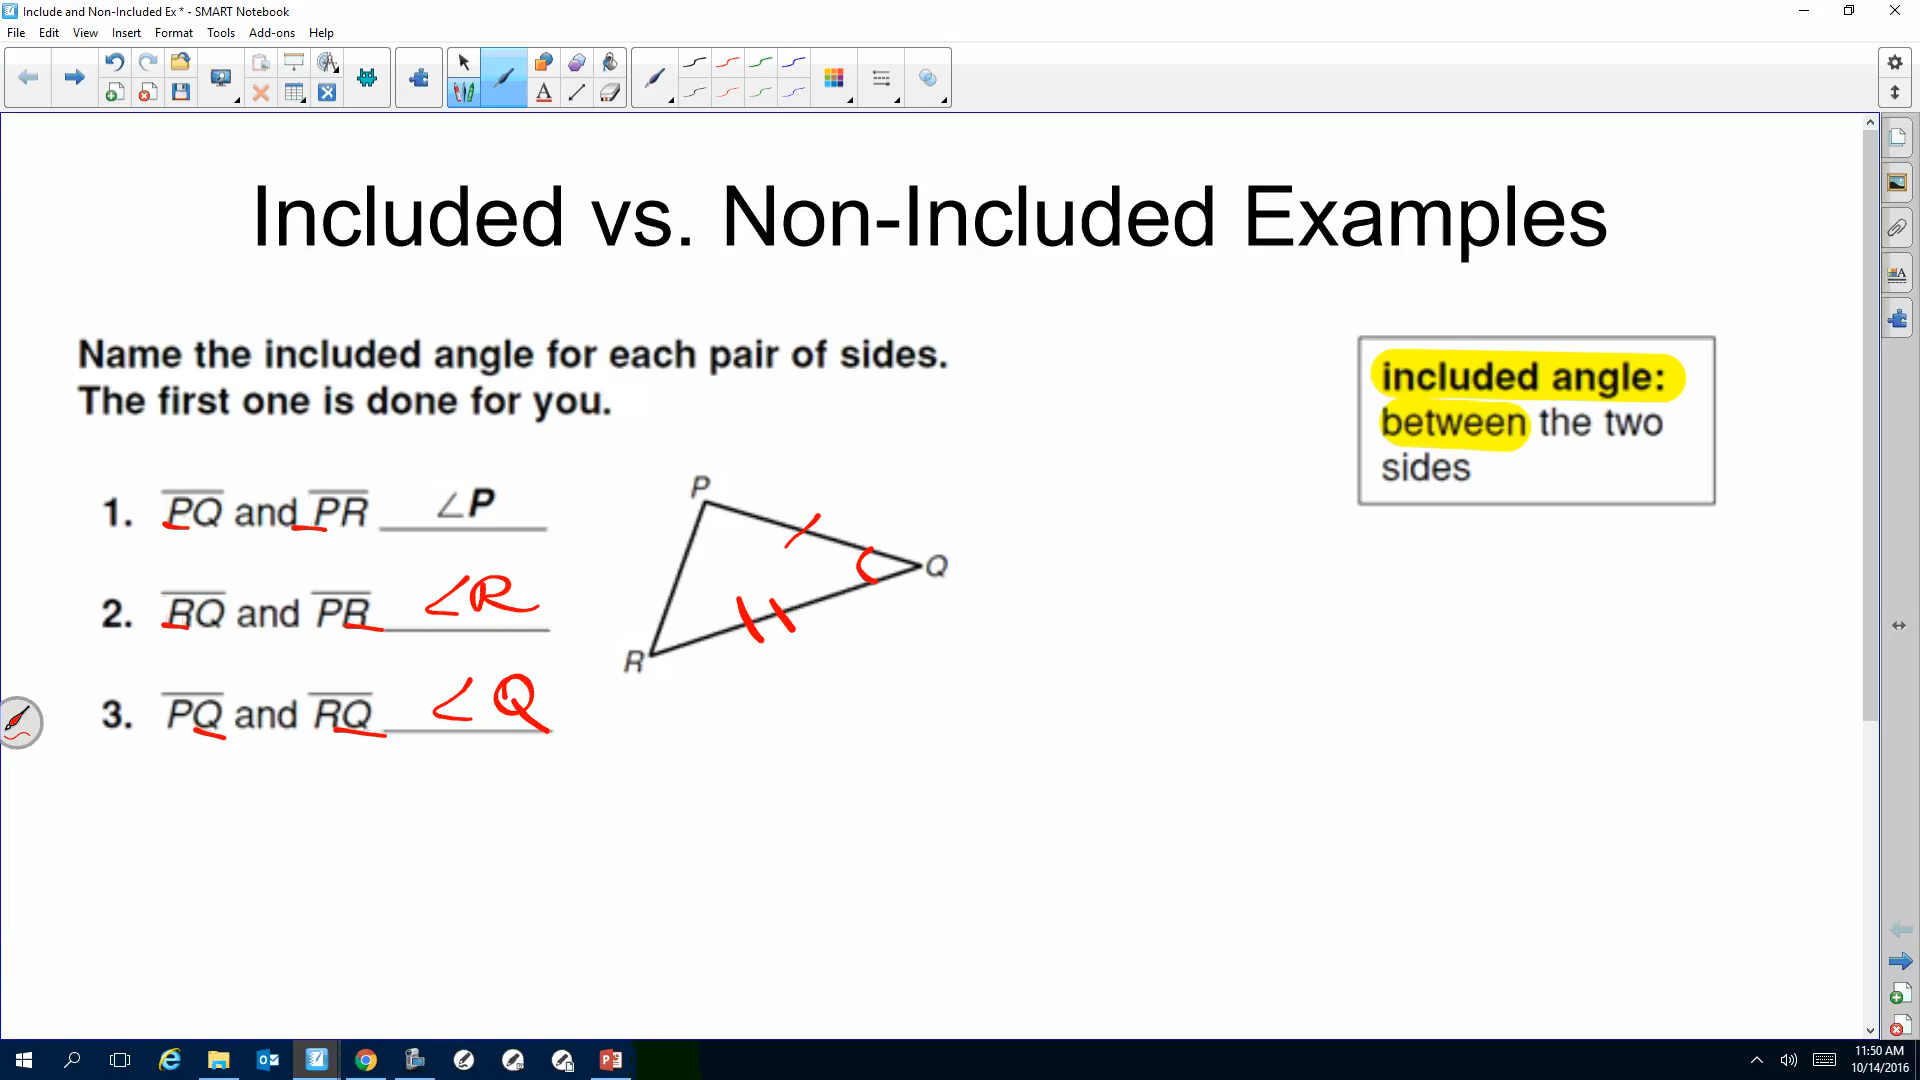 Include and Non-Included Ex * - SMART Notebook
File Edit View Insert Format Tools Add-ons Help
Included vs. Non-Included Examples
Name the included angle for each pair of sides.
The first one is done for you.
included angle:
between the two
sides
1. PQ and PR ∠P
2. RQ and PR ∠R
3. PQ and RQ ∠Q
P
Q
R
11:50 AM
10/14/2016